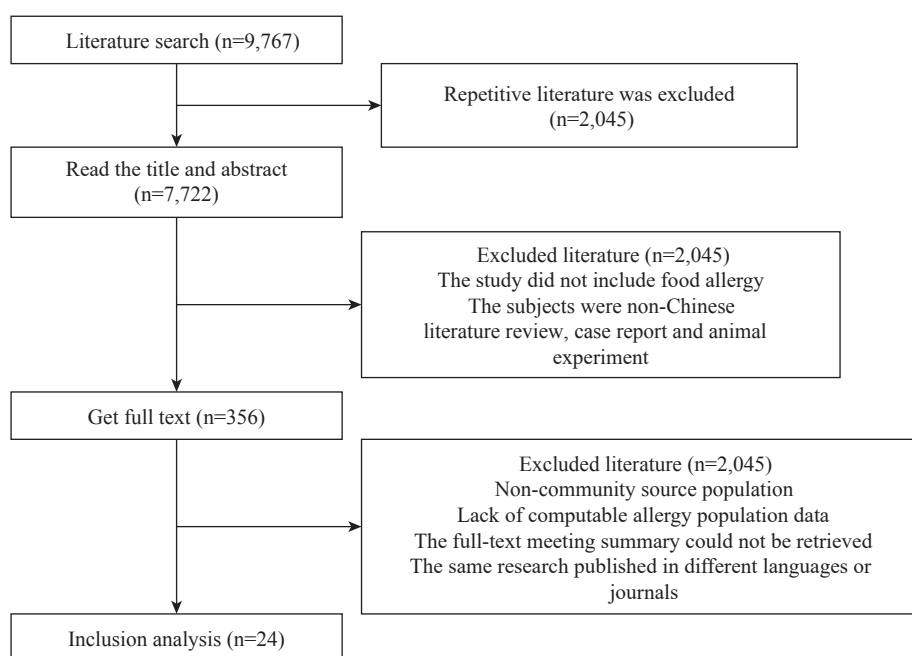 Literature search (n=9,767)
Repetitive literature was excluded
(n=2,045)
Read the title and abstract
(n=7,722)
Excluded literature (n=2,045)
The study did not include food allergy
The subjects were non-Chinese
literature review, case report and animal
experiment
Get full text (n=356)
Excluded literature (n=2,045)
Non-community source population
Lack of computable allergy population data
The full-text meeting summary could not be retrieved
The same research published in different languages or
journals
Inclusion analysis (n=24)